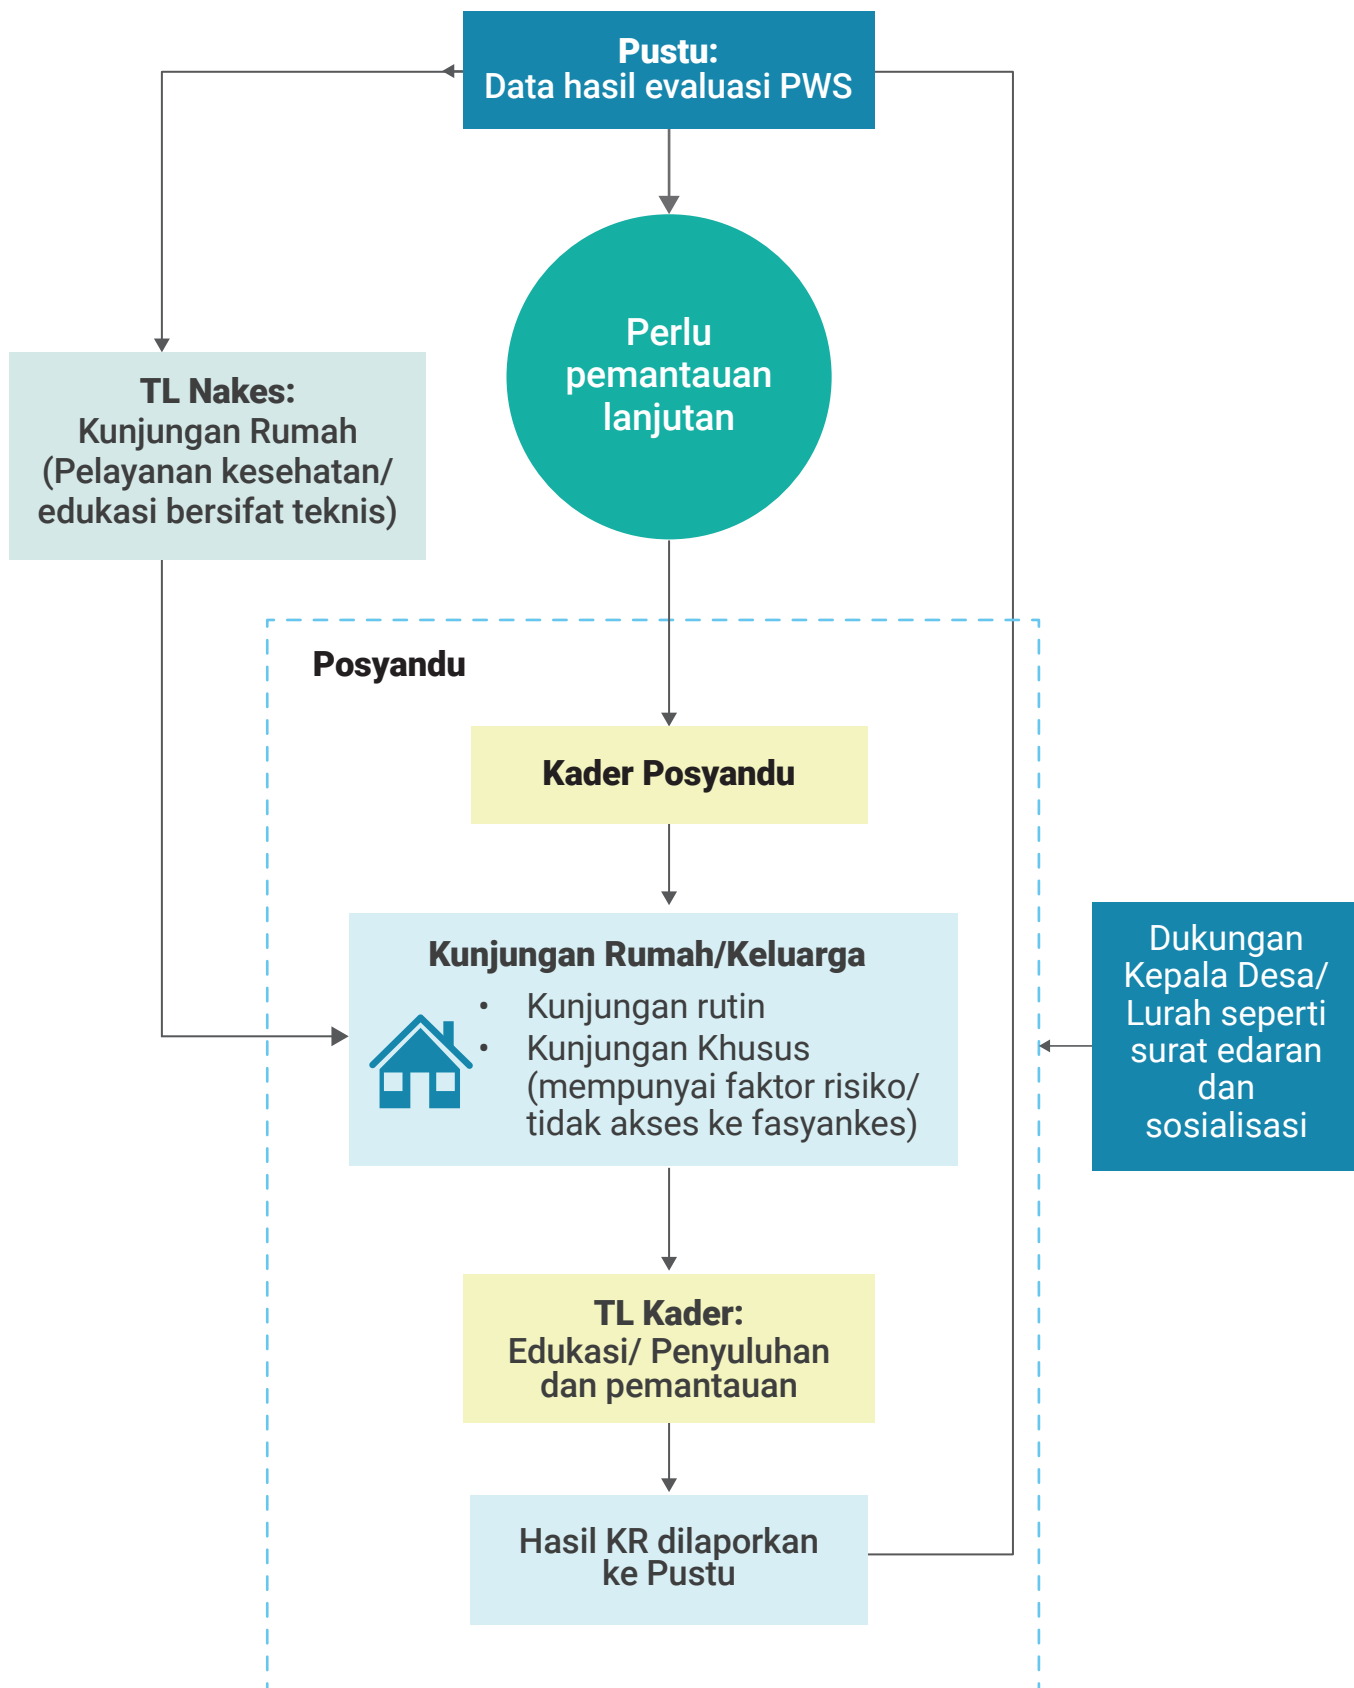 Pustu:
Data hasil evaluasi PWS
Perlu
pemantauan
lanjutan
TL Nakes:
Kunjungan Rumah
(Pelayanan kesehatan/
edukasi bersifat teknis)
Posyandu
Kader Posyandu
Kunjungan Rumah/Keluarga
• Kunjungan rutin
• Kunjungan Khusus
(mempunyai faktor risiko/
tidak akses ke fasyankes)
Dukungan
Kepala Desa/
Lurah seperti
surat edaran
dan
sosialisasi
TL Kader:
Edukasi/ Penyuluhan
dan pemantauan
Hasil KR dilaporkan
ke Pustu